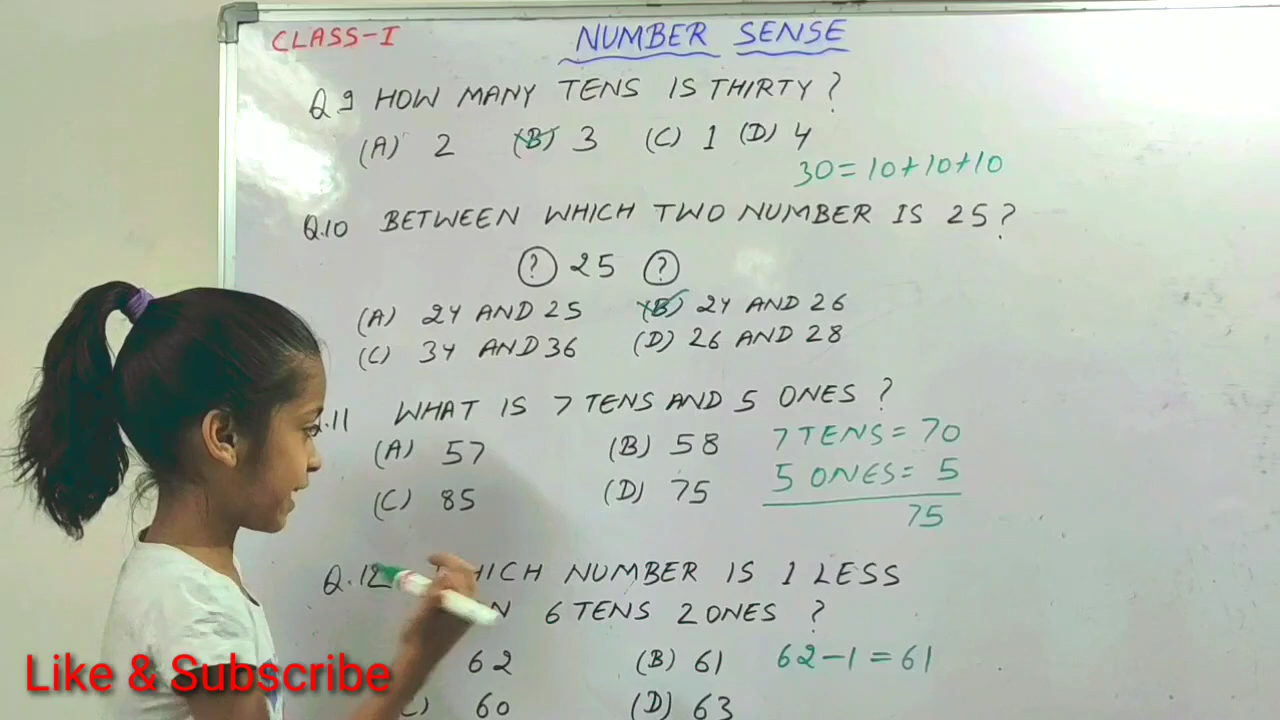 CLASS-I NUMBER SENSE
Q 9 HOW MANY TENS IS THIRTY?
(A) 2 (B) 3 (C) 1 (D) 4
30 = 10+10+10
Q.10 BETWEEN WHICH TWO NUMBER IS 25?
? 25 ?
(A) 24 AND 25 (B) 24 AND 26
(C) 34 AND 36 (D) 26 AND 28
.11 WHAT IS 7 TENS AND 5 ONES?
(A) 57 (B) 58 7 TENS = 70
(C) 85 (D) 75 5 ONES = 5
75
Q.12 HICH NUMBER IS 1 LESS
N 6 TENS 2 ONES ?
62 (B) 61 62-1=61
) 60 (D) 63
Like & Subscribe